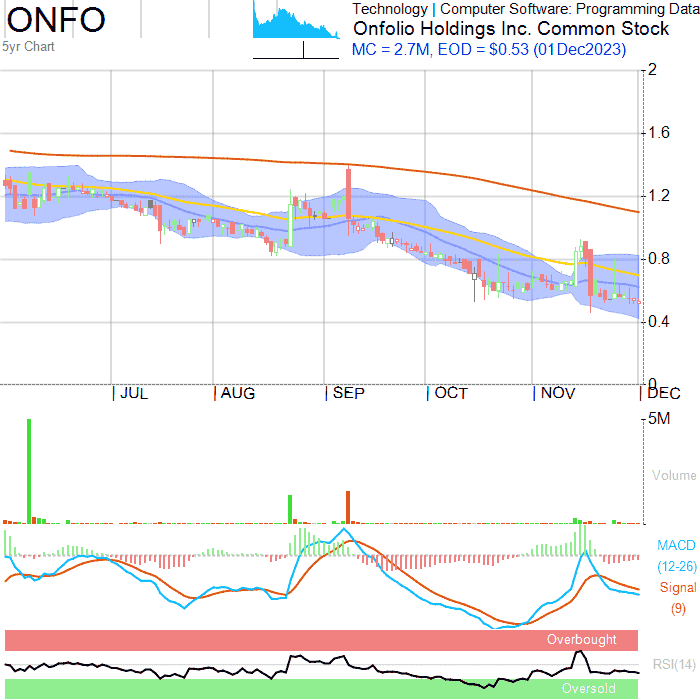 ONFO
5yr Chart
Technology | Computer Software: Programming Data
Onfolio Holdings Inc. Common Stock
MC = 2.7M, EOD = $0.53 (01Dec2023)
2
1.6
1.2
0.8
0.4
0
JUL AUG SEP OCT NOV DEC
5M
Volume
MACD
(12-26)
Signal
(9)
Overbought
RSI(14)
Oversold